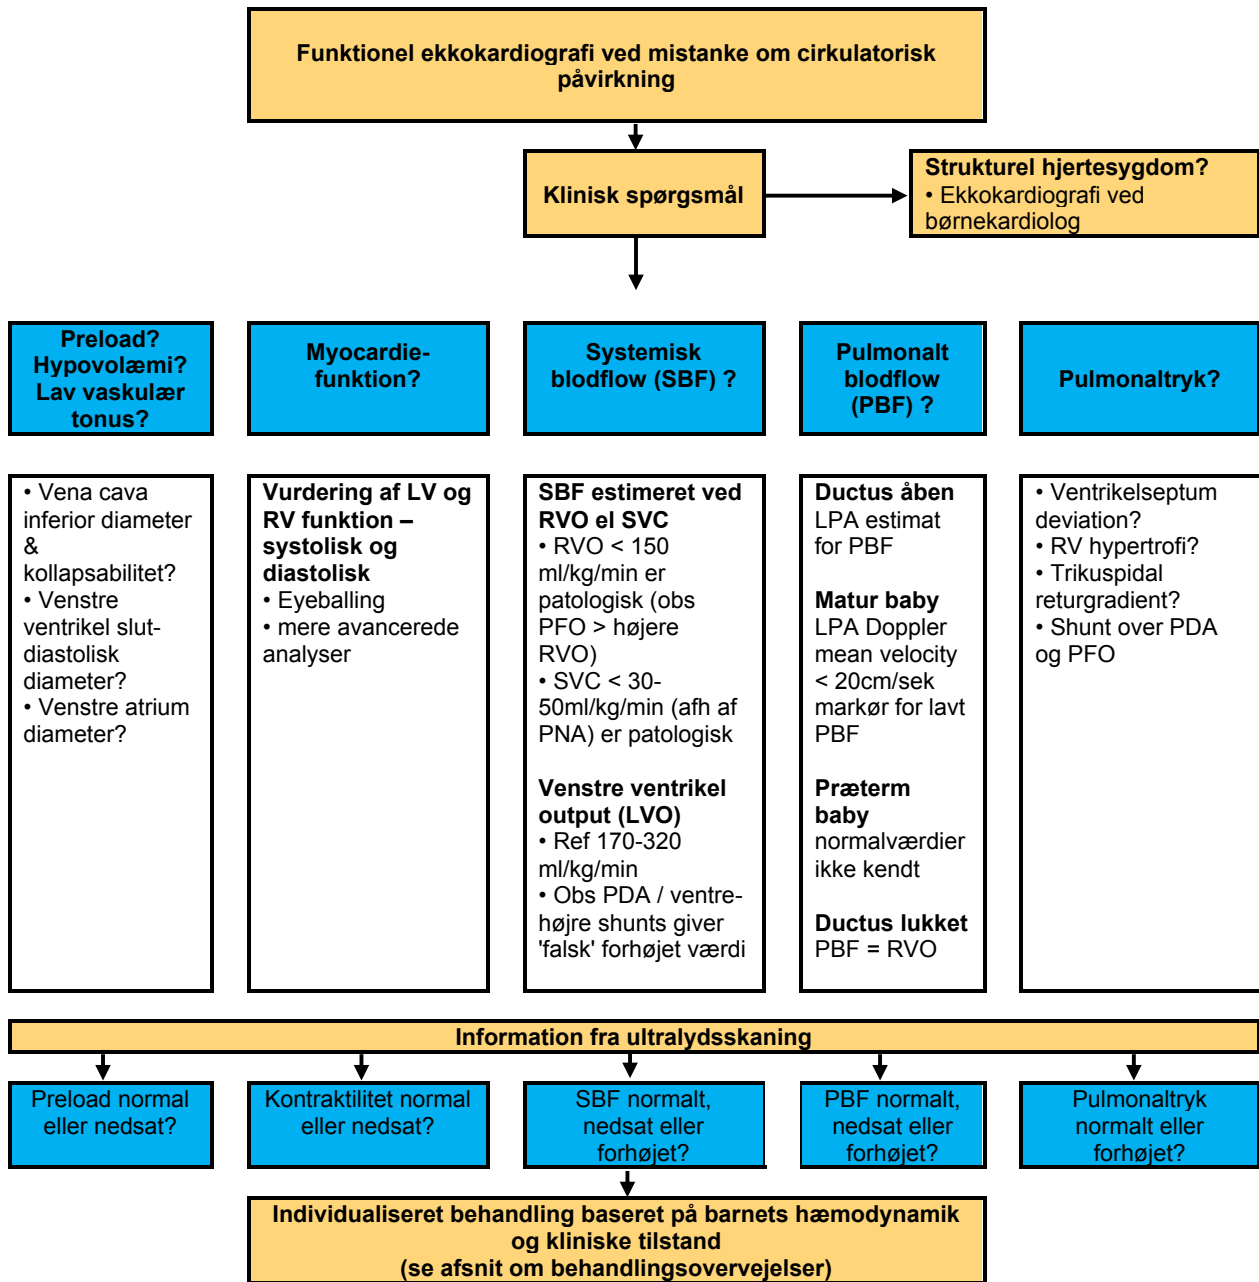 Funktionel ekkokardiografi ved mistanke om cirkulatorisk
påvirkning
Klinisk spørgsmål
Strukturel hjertesygdom?
• Ekkokardiografi ved
børnekardiolog
Preload?
Hypovolæmi?
Lav vaskulær
tonus?
Myocardie-
funktion?
Systemisk
blodflow (SBF) ?
Pulmonalt
blodflow
(PBF) ?
Pulmonaltryk?
• Vena cava
inferior diameter
&
kollapsabilitet?
• Venstre
ventrikel slut-
diastolisk
diameter?
• Venstre atrium
diameter?
Vurdering af LV og
RV funktion –
systolisk og
diastolisk
• Eyeballing
• mere avancerede
analyser
SBF estimeret ved
RVO el SVC
• RVO < 150
ml/kg/min er
patologisk (obs
PFO > højere
RVO)
• SVC < 30-
50ml/kg/min (afh af
PNA) er patologisk
Venstre ventrikel
output (LVO)
• Ref 170-320
ml/kg/min
• Obs PDA / ventre-
højre shunts giver
'falsk' forhøjet værdi
Ductus åben
LPA estimat
for PBF
Matur baby
LPA Doppler
mean velocity
< 20cm/sek
markør for lavt
PBF
Præterm
baby
normalværdier
ikke kendt
Ductus lukket
PBF = RVO
• Ventrikelseptum
deviation?
• RV hypertrofi?
• Trikuspidal
returgradient?
• Shunt over PDA
og PFO
Information fra ultralydsskaning
Preload normal
eller nedsat?
Kontraktilitet normal
eller nedsat?
SBF normalt,
nedsat eller
forhøjet?
PBF normalt,
nedsat eller
forhøjet?
Pulmonaltryk
normalt eller
forhøjet?
Individualiseret behandling baseret på barnets hæmodynamik
og kliniske tilstand
(se afsnit om behandlingsovervejelser)